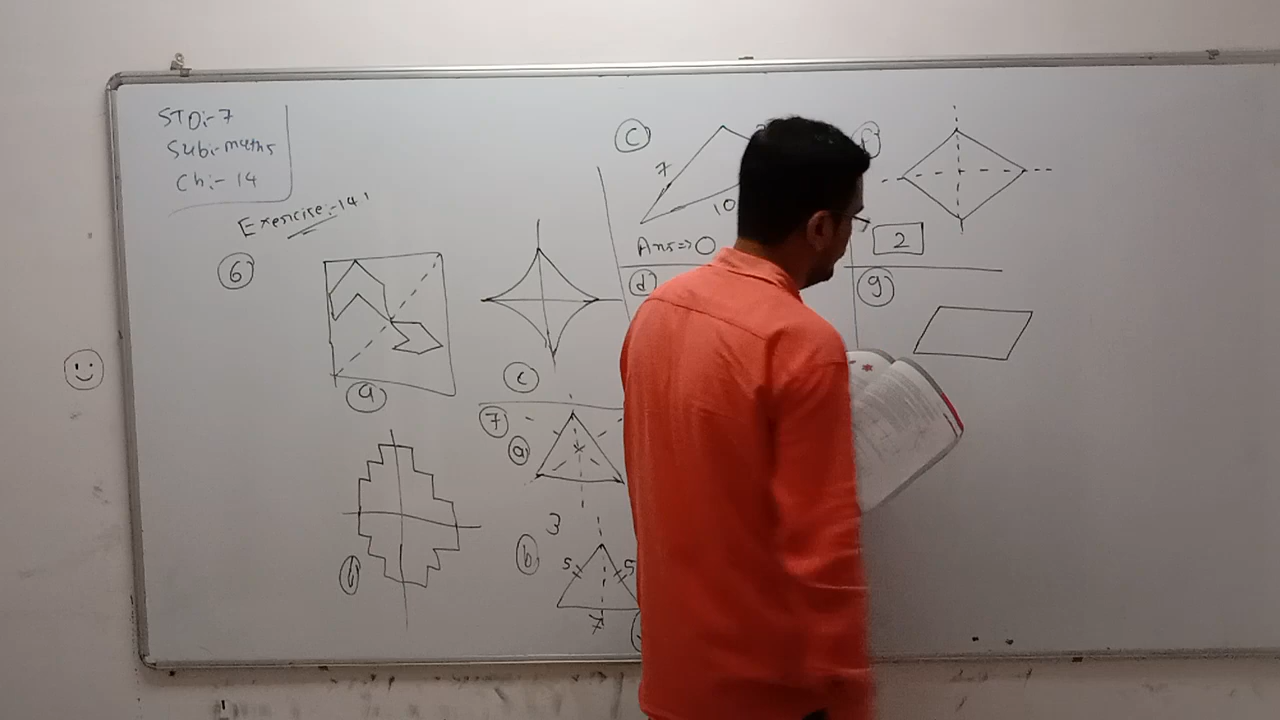 STD:-7
Sub:-maths
Ch:- 14
Exercise:-14.1
6
a
b
c
7
a
3
b
5
5
7
c
7
10
Ans⇒0
d
f
2
g